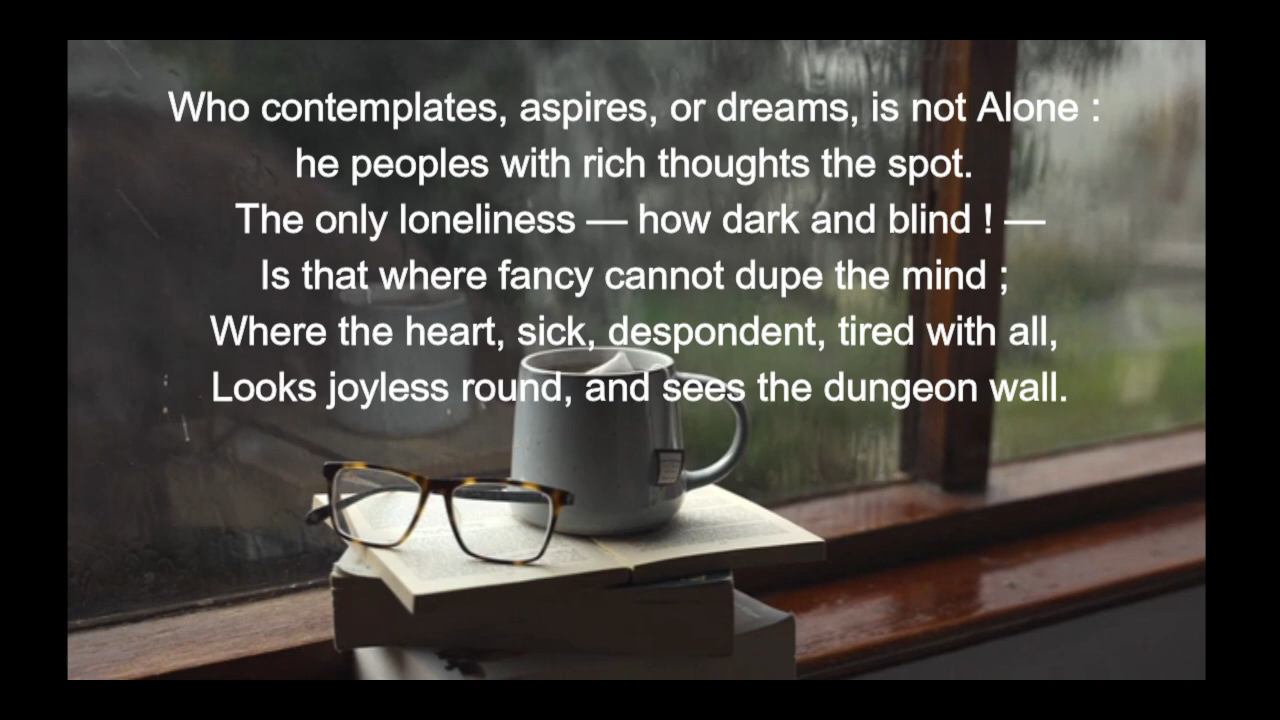 Who contemplates, aspires, or dreams, is not Alone :
he peoples with rich thoughts the spot.
The only loneliness — how dark and blind ! —
Is that where fancy cannot dupe the mind ;
Where the heart, sick, despondent, tired with all,
Looks joyless round, and sees the dungeon wall.